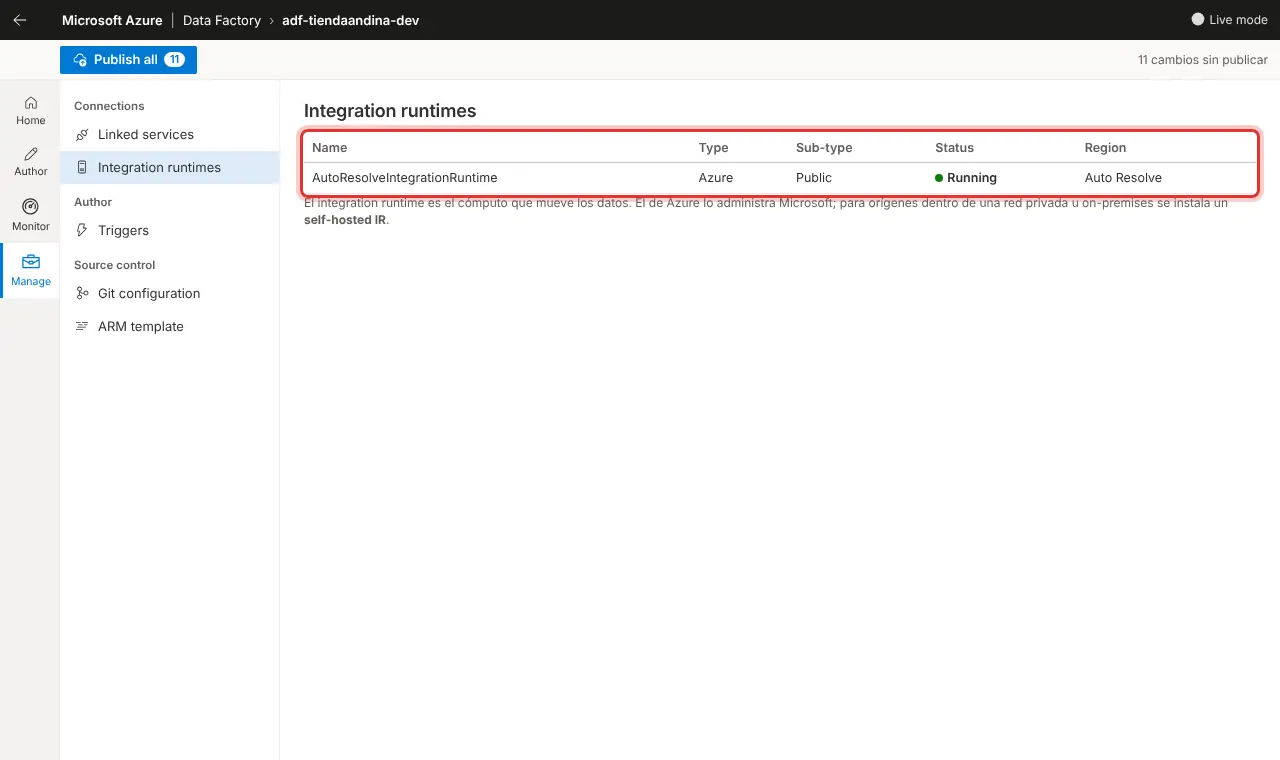 Microsoft Azure | Data Factory › adf-tiendaandina-dev
Live mode
Publish all 11
11 cambios sin publicar
Home
Author
Monitor
Manage
Connections
Linked services
Integration runtimes
Author
Triggers
Source control
Git configuration
ARM template
Integration runtimes
Name Type Sub-type Status Region
AutoResolveIntegrationRuntime Azure Public Running Auto Resolve
El integration runtime es el cómputo que mueve los datos. El de Azure lo administra Microsoft; para orígenes dentro de una red privada u on-premises se instala un
self-hosted IR.